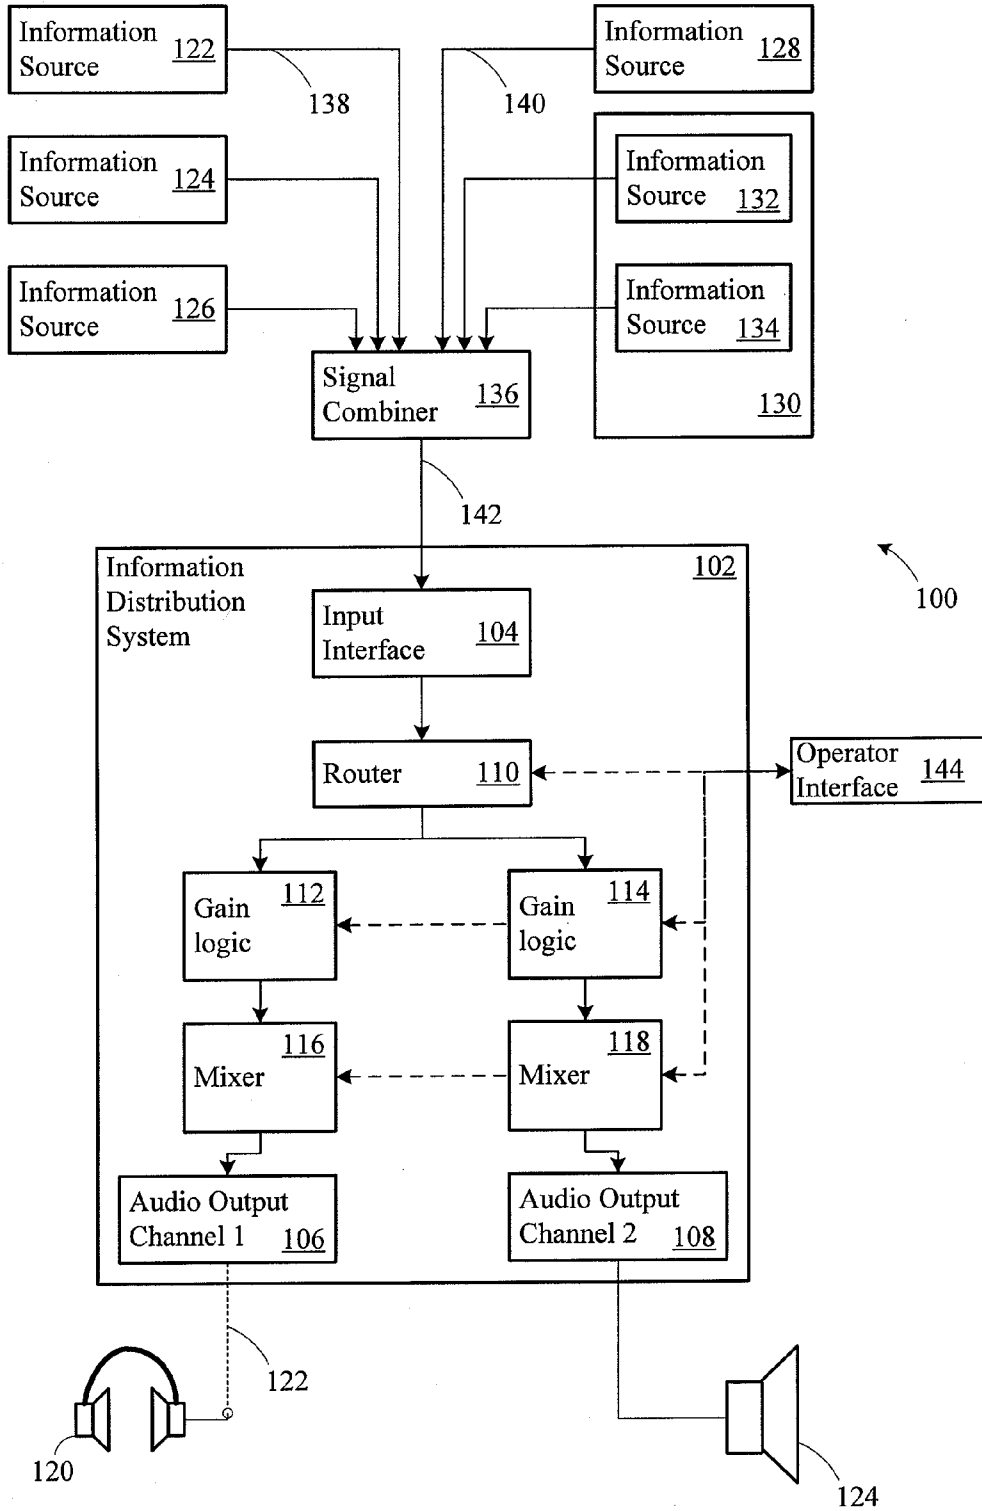 Information
Source 122
Information
Source 128
138
140
Information
Source 124
Information
Source 132
Information
Source 126
Information
Source 134
Signal
Combiner 136
130
142
Information
Distribution
System
102
100
Input
Interface 104
Router 110
Operator
Interface 144
112
Gain
logic
114
Gain
logic
116
Mixer
118
Mixer
Audio Output
Channel 1 106
Audio Output
Channel 2 108
122
120
124